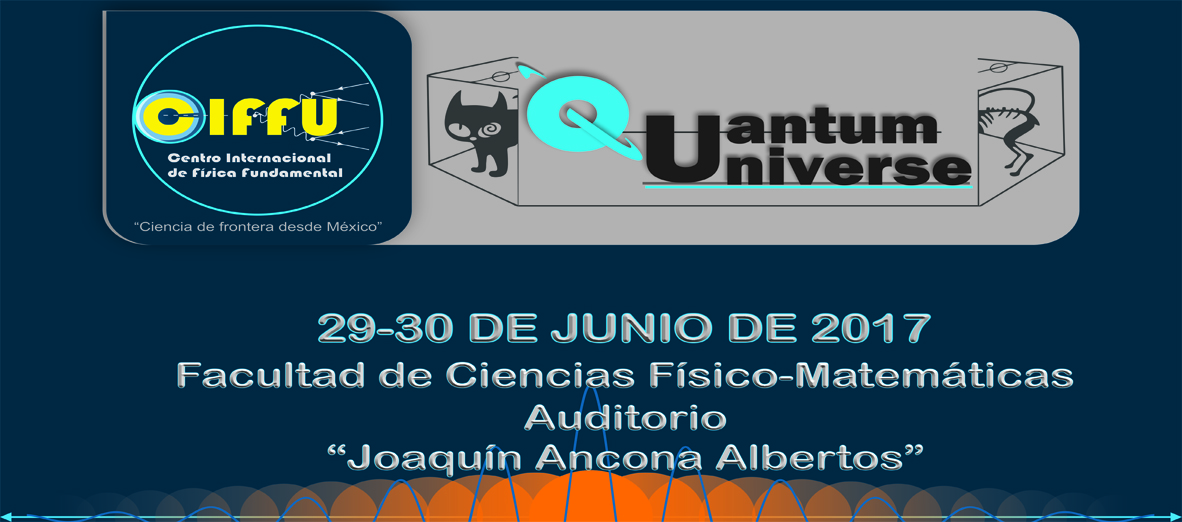 CIFFU
Centro Internacional
de Física Fundamental
“Ciencia de frontera desde México”
Quantum
Universe
29-30 DE JUNIO DE 2017
Facultad de Ciencias Físico-Matemáticas
Auditorio
“Joaquín Ancona Albertos”